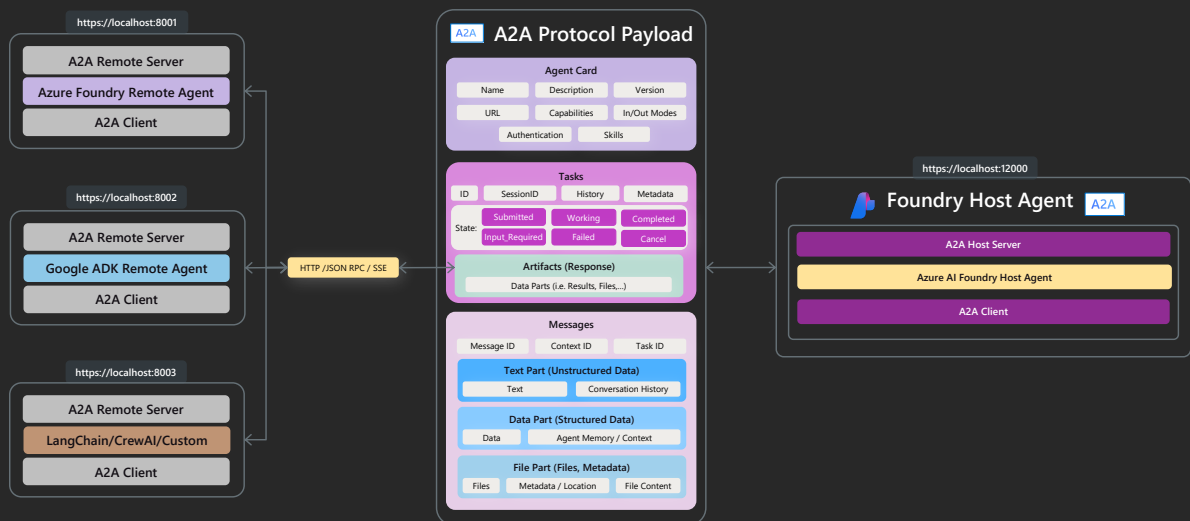 https://localhost:8001
A2A Remote Server
Azure Foundry Remote Agent
A2A Client
https://localhost:8002
A2A Remote Server
Google ADK Remote Agent
A2A Client
https://localhost:8003
A2A Remote Server
LangChain/CrewAI/Custom
A2A Client
HTTP /JSON RPC / SSE
A2A A2A Protocol Payload
Agent Card
Name Description Version
URL Capabilities In/Out Modes
Authentication Skills
Tasks
ID SessionID History Metadata
State: Submitted Working Completed
Input_Required Failed Cancel
Artifacts (Response)
Data Parts (i.e. Results, Files,...)
Messages
Message ID Context ID Task ID
Text Part (Unstructured Data)
Text Conversation History
Data Part (Structured Data)
Data Agent Memory / Context
File Part (Files, Metadata)
Files Metadata / Location File Content
https://localhost:12000
Foundry Host Agent A2A
A2A Host Server
Azure AI Foundry Host Agent
A2A Client